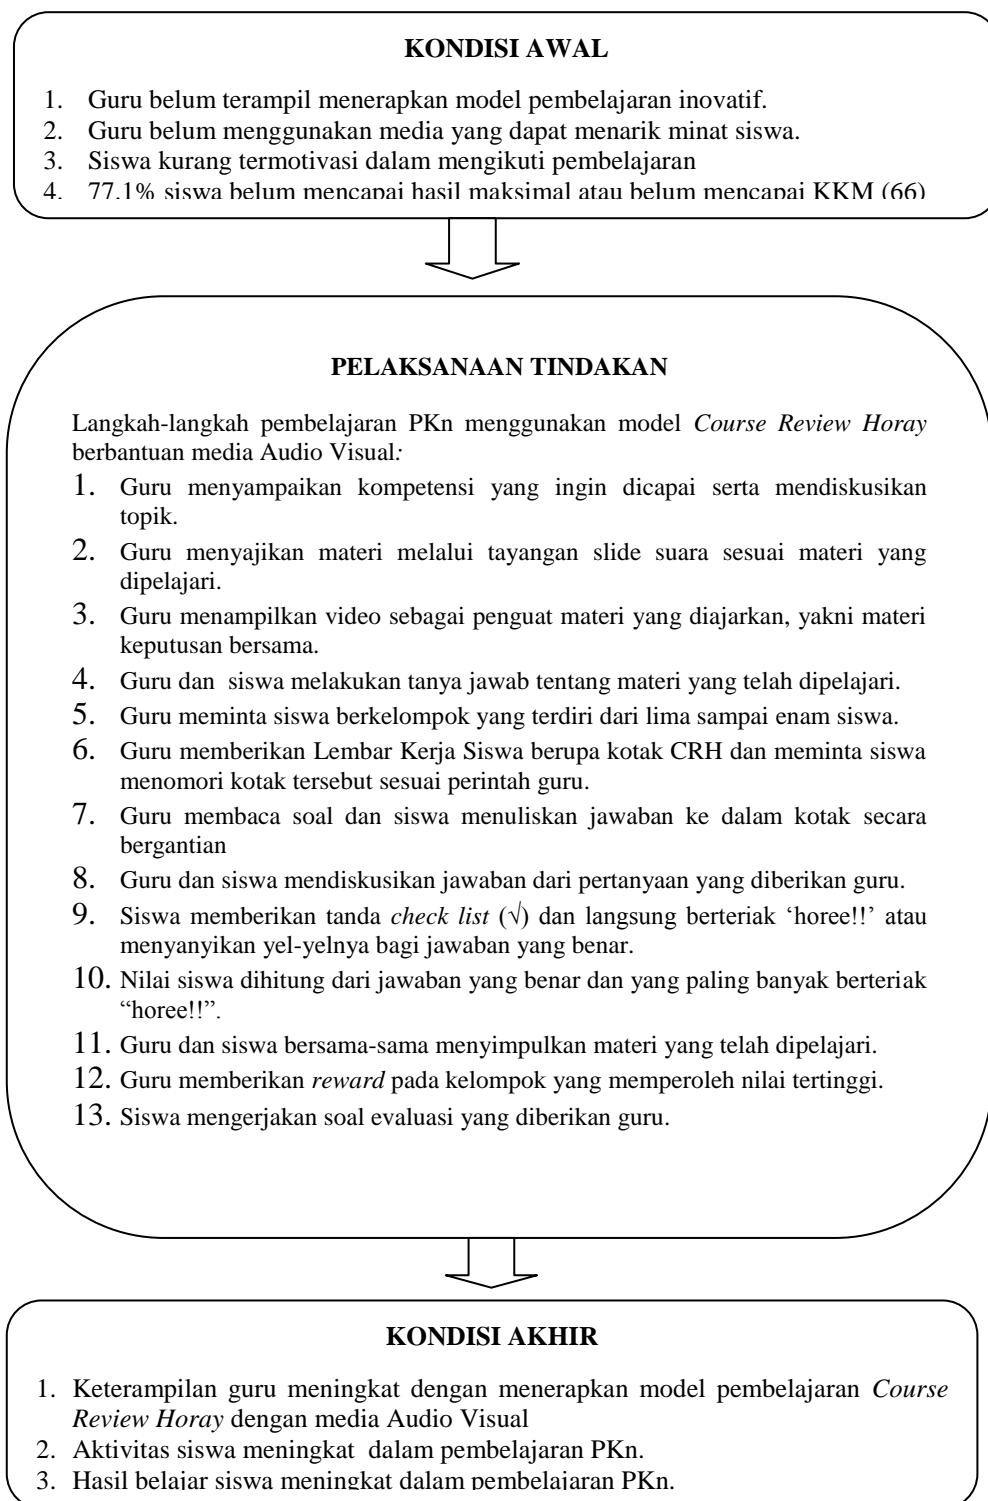 KONDISI AWAL
1. Guru belum terampil menerapkan model pembelajaran inovatif.
2. Guru belum menggunakan media yang dapat menarik minat siswa.
3. Siswa kurang termotivasi dalam mengikuti pembelajaran
4. 77.1% siswa belum mencapai hasil maksimal atau belum mencapai KKM (66)
PELAKSANAAN TINDAKAN
Langkah-langkah pembelajaran PKn menggunakan model Course Review Horay
berbantuan media Audio Visual:
1. Guru menyampaikan kompetensi yang ingin dicapai serta mendiskusikan
topik.
2. Guru menyajikan materi melalui tayangan slide suara sesuai materi yang
dipelajari.
3. Guru menampilkan video sebagai penguat materi yang diajarkan, yakni materi
keputusan bersama.
4. Guru dan siswa melakukan tanya jawab tentang materi yang telah dipelajari.
5. Guru meminta siswa berkelompok yang terdiri dari lima sampai enam siswa.
6. Guru memberikan Lembar Kerja Siswa berupa kotak CRH dan meminta siswa
menomori kotak tersebut sesuai perintah guru.
7. Guru membaca soal dan siswa menuliskan jawaban ke dalam kotak secara
bergantian
8. Guru dan siswa mendiskusikan jawaban dari pertanyaan yang diberikan guru.
9. Siswa memberikan tanda check list (√) dan langsung berteriak ‘horee!!’ atau
menyanyikan yel-yelnya bagi jawaban yang benar.
10. Nilai siswa dihitung dari jawaban yang benar dan yang paling banyak berteriak
“horee!!”.
11. Guru dan siswa bersama-sama menyimpulkan materi yang telah dipelajari.
12. Guru memberikan reward pada kelompok yang memperoleh nilai tertinggi.
13. Siswa mengerjakan soal evaluasi yang diberikan guru.
KONDISI AKHIR
1. Keterampilan guru meningkat dengan menerapkan model pembelajaran Course
Review Horay dengan media Audio Visual
2. Aktivitas siswa meningkat dalam pembelajaran PKn.
3. Hasil belajar siswa meningkat dalam pembelajaran PKn.